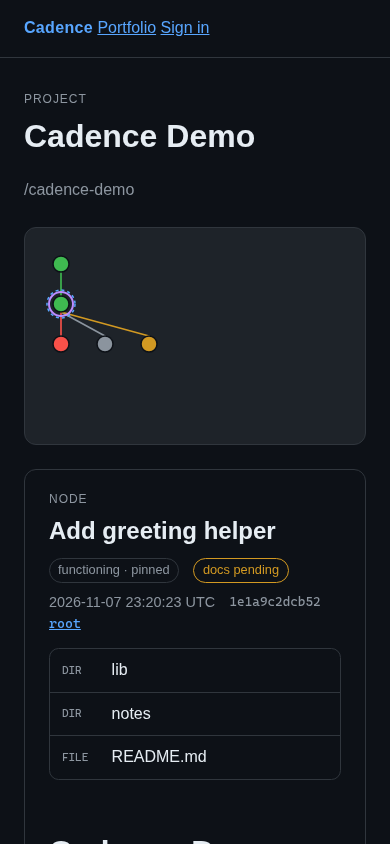 Cadence Portfolio Sign in
PROJECT
Cadence Demo
/cadence-demo
NODE
Add greeting helper
functioning · pinned docs pending
2026-11-07 23:20:23 UTC 1e1a9c2dcb52
root
DIR lib
DIR notes
FILE README.md